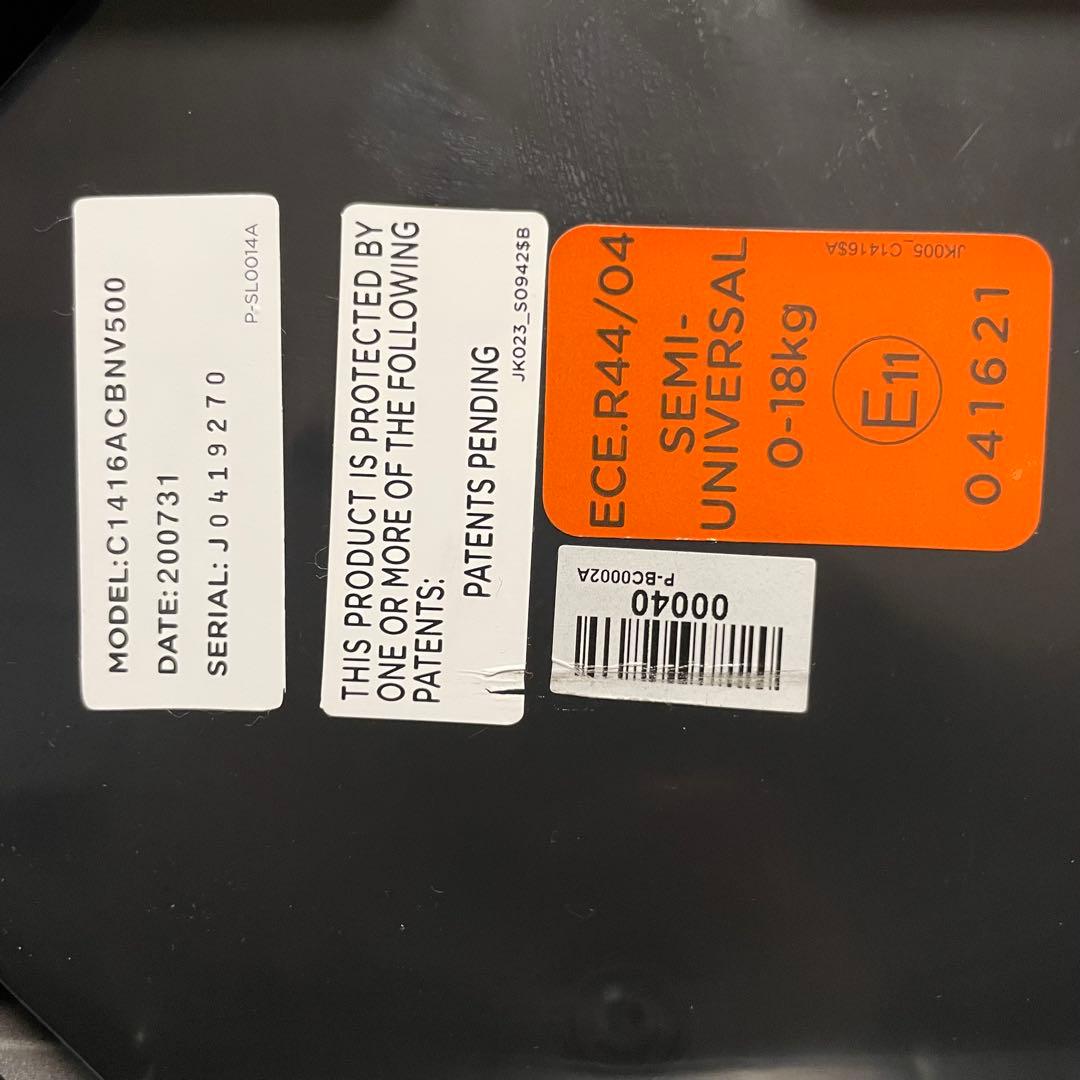 MODEL:C1416ACBNV500
DATE:200731
SERIAL: J0419270
P-SL0014A
THIS PRODUCT IS PROTECTED BY
ONE OR MORE OF THE FOLLOWING
PATENTS:
PATENTS PENDING
JK023_S0942$B
ECE.R44/04
SEMI-
UNIVERSAL
0-18kg
E11
041621
JK005_C1416$A
00040
P-BC0002A